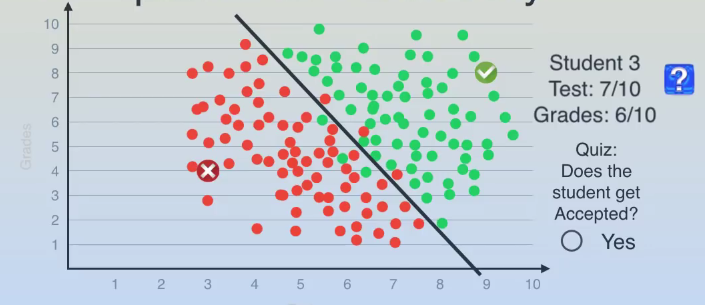 10
9
8
7
6
5
4
3
2
1
Grades
1 2 3 4 5 6 7 8 9 10
Student 3
Test: 7/10
Grades: 6/10
?
Quiz:
Does the
student get
Accepted?
Yes